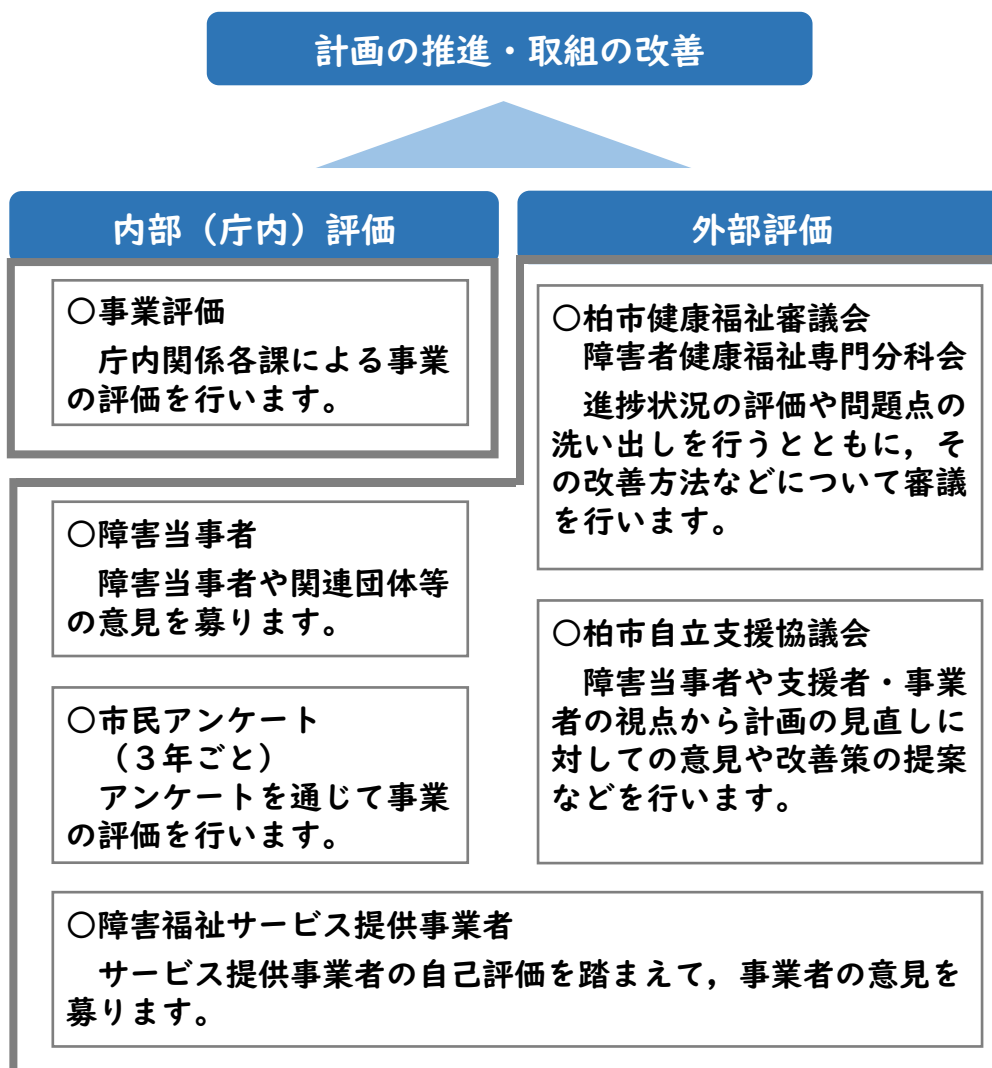 計画の推進・取組の改善
内部（庁内）評価
○事業評価
庁内関係各課による事業
の評価を行います。
外部評価
○柏市健康福祉審議会
障害者健康福祉専門分科会
進捗状況の評価や問題点の
洗い出しを行うとともに，そ
の改善方法などについて審議
を行います。
○障害当事者
障害当事者や関連団体等
の意見を募ります。
○柏市自立支援協議会
障害当事者や支援者・事業
者の視点から計画の見直しに
対しての意見や改善策の提案
などを行います。
○市民アンケート
（３年ごと）
アンケートを通じて事業
の評価を行います。
○障害福祉サービス提供事業者
サービス提供事業者の自己評価を踏まえて，事業者の意見を
募ります。